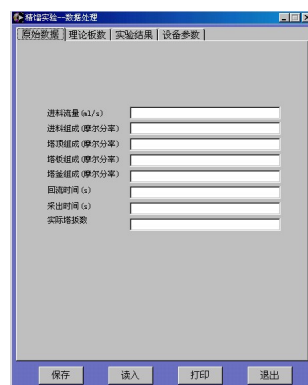 精馏实验--数据处理
原始数据 理论板数 实验结果 设备参数
进料流量(ml/s)
进料组成(摩尔分率)
塔顶组成(摩尔分率)
塔板组成(摩尔分率)
塔釜组成(摩尔分率)
回流时间(s)
采出时间(s)
实际塔板数
保存 读入 打印 退出